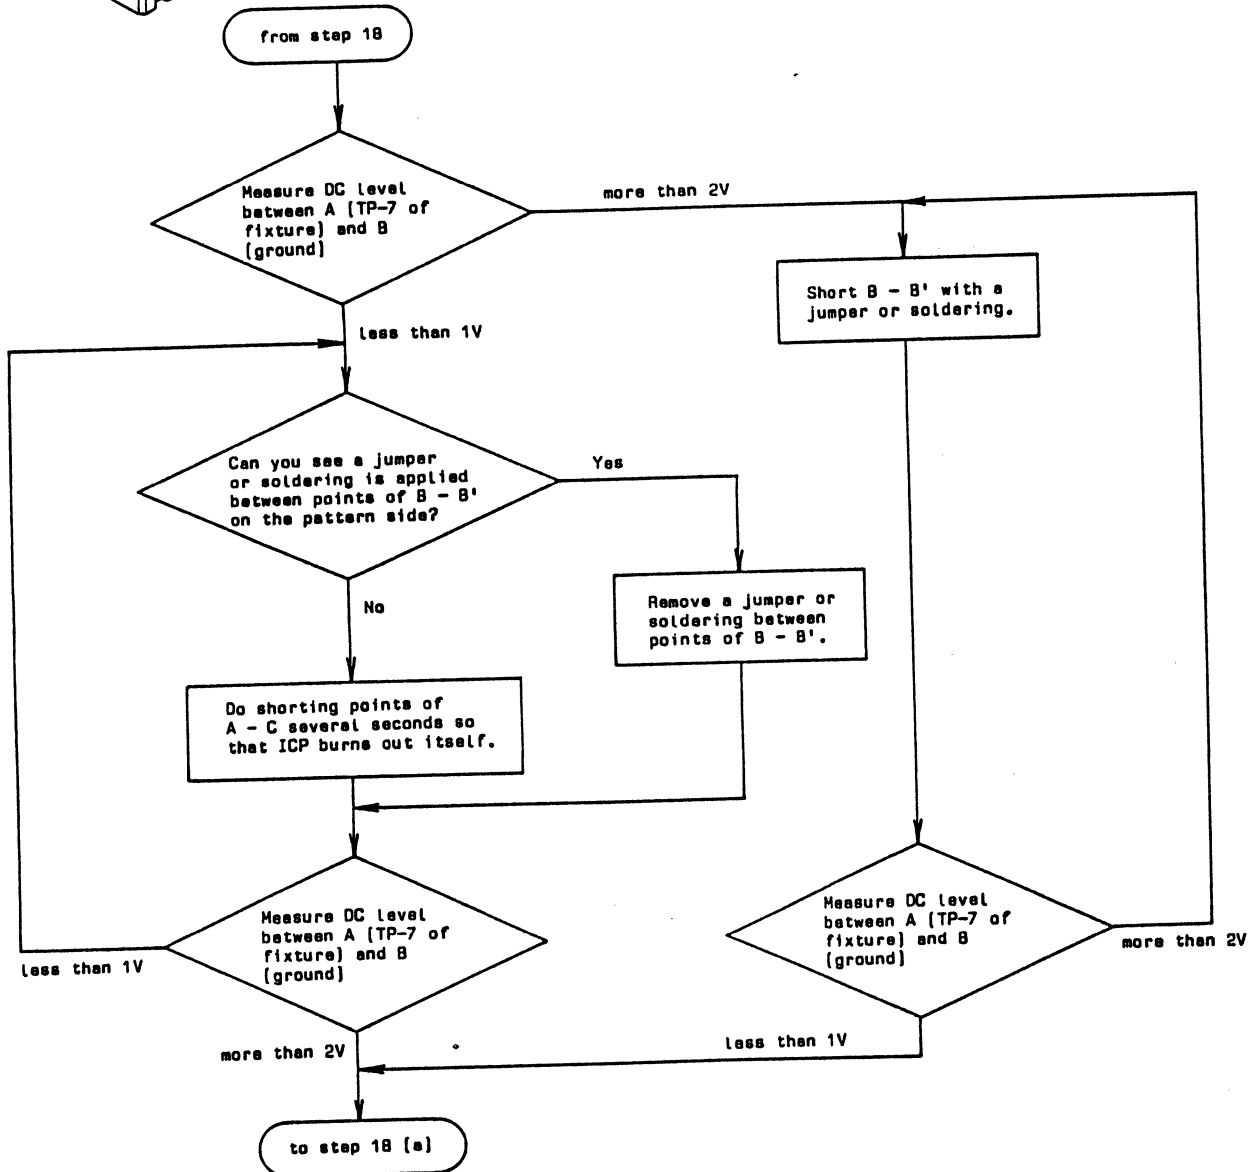 from step 18
Measure DC level
between A (TP-7 of
fixture) and B
(ground)
more than 2V
Short B - B' with a
jumper or soldering.
less than 1V
Can you see a jumper
or soldering is applied
between points of B - B'
on the pattern side?
Yes
No
Remove a jumper or
soldering between
points of B - B'.
Do shorting points of
A - C several seconds so
that ICP burns out itself.
Measure DC level
between A (TP-7 of
fixture) and B
(ground)
less than 1V
more than 2V
Measure DC level
between A (TP-7 of
fixture) and B
(ground)
more than 2V
less than 1V
to step 18 (a)